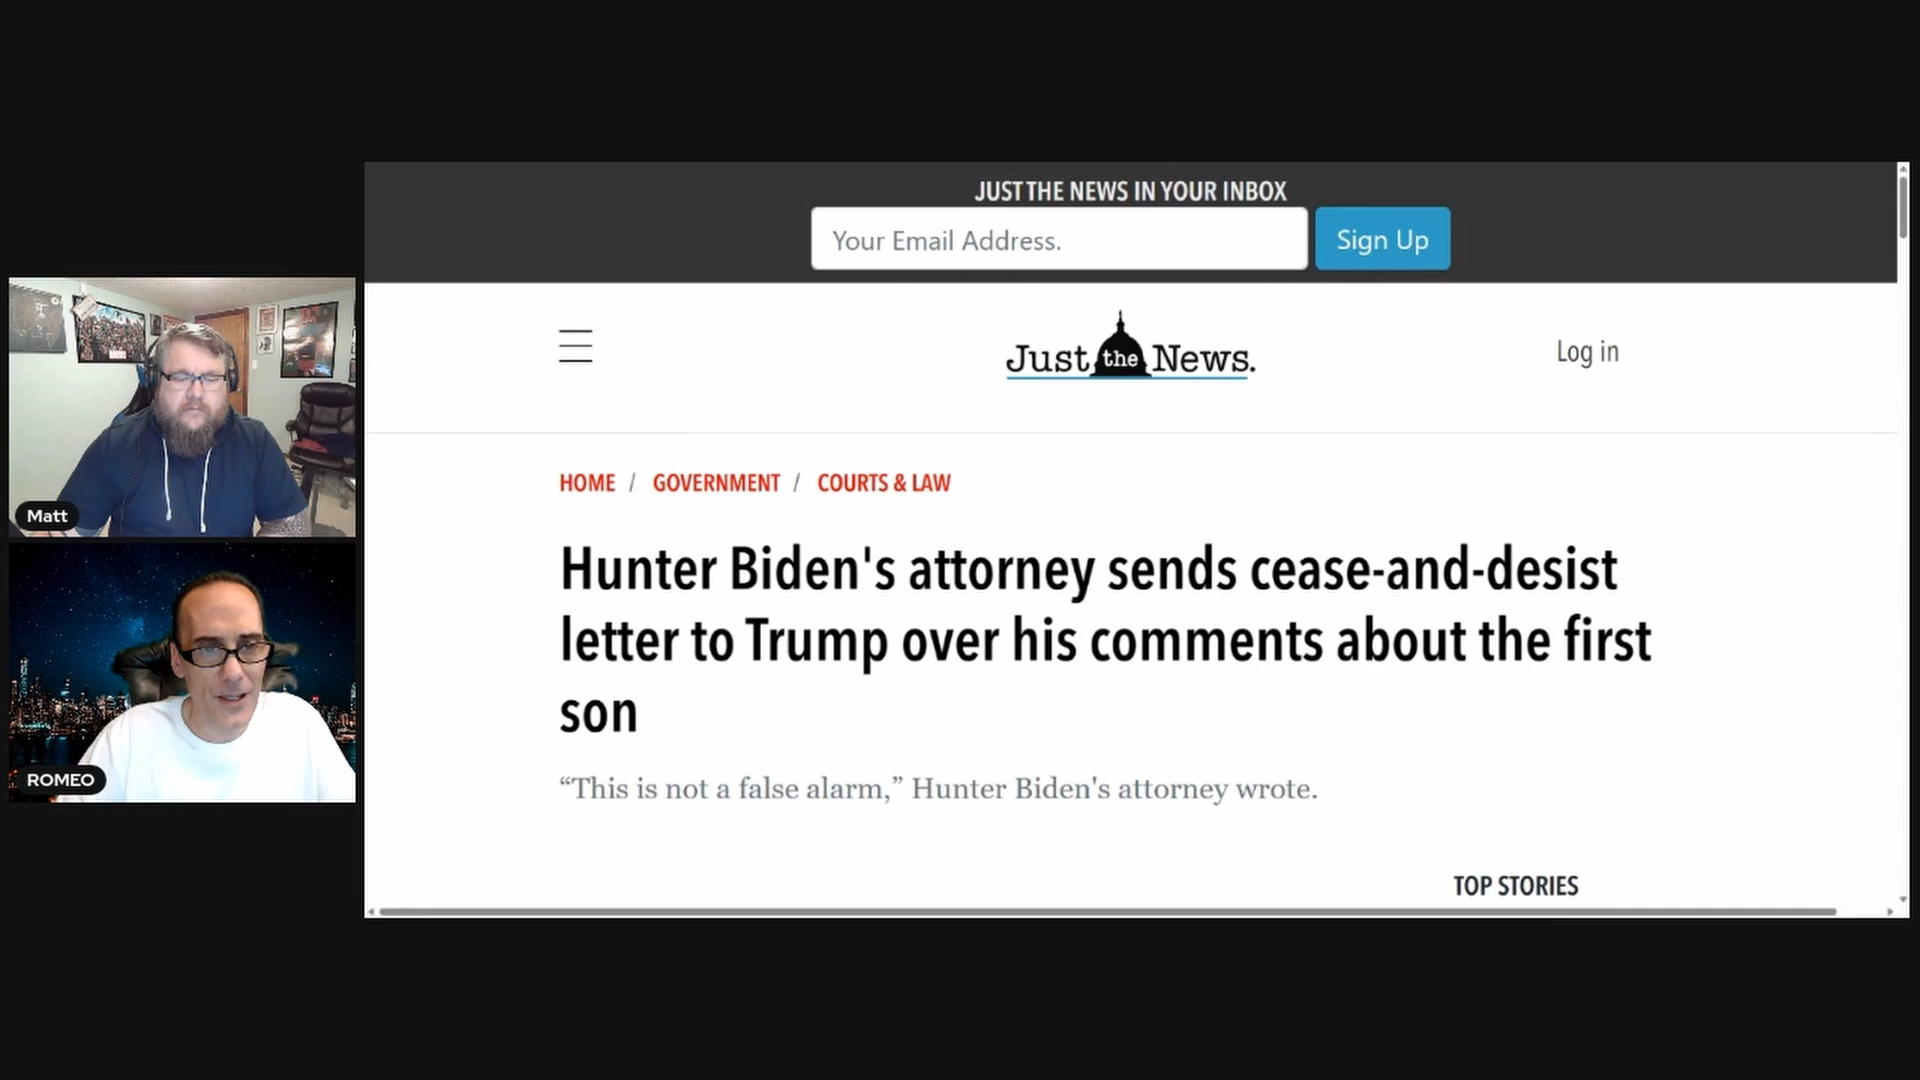 JUST THE NEWS IN YOUR INBOX
Your Email Address.
Sign Up
Just the News.
Log in
HOME / GOVERNMENT / COURTS & LAW
Hunter Biden's attorney sends cease-and-desist
letter to Trump over his comments about the first
son
“This is not a false alarm,” Hunter Biden's attorney wrote.
TOP STORIES
Matt
ROMEO